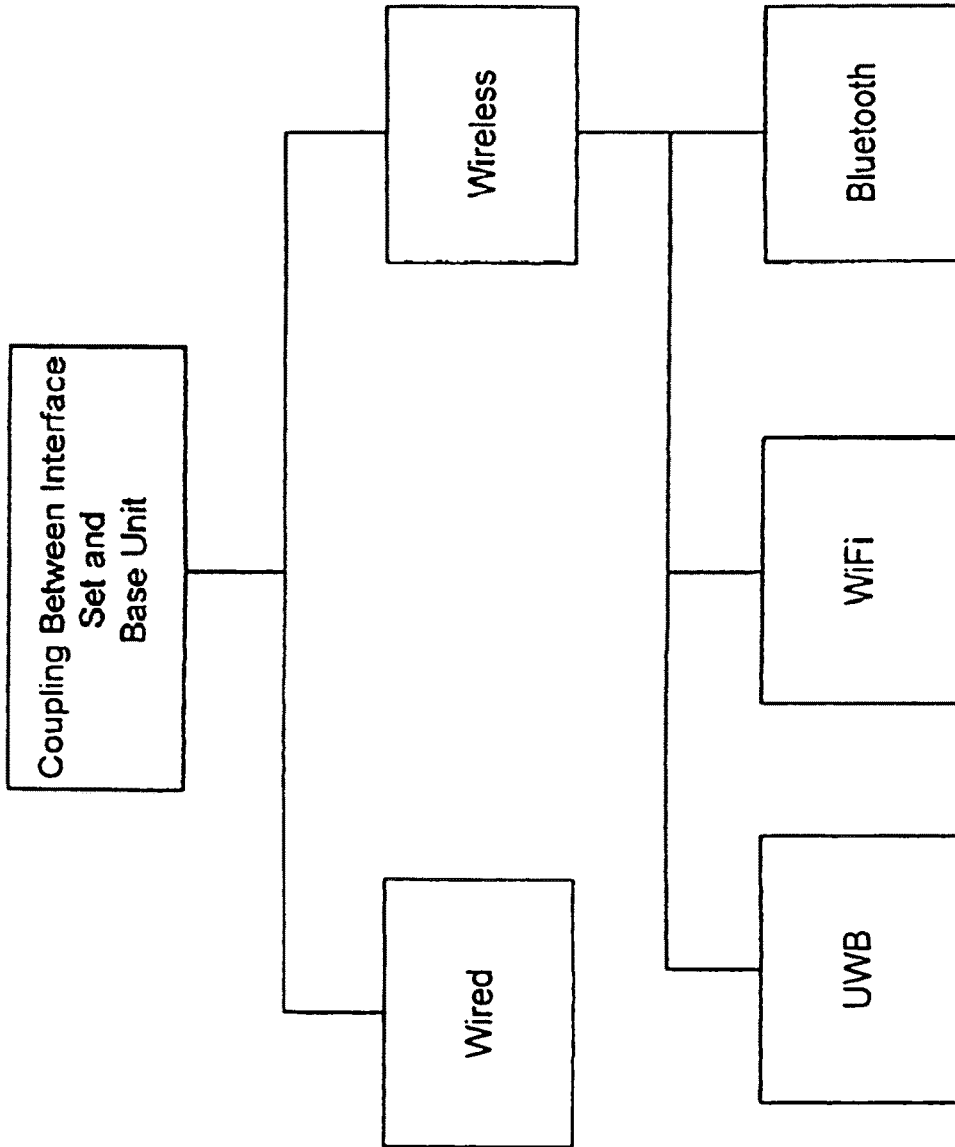 Coupling Between Interface
Set and
Base Unit
Wired
Wireless
UWB
WiFi
Bluetooth